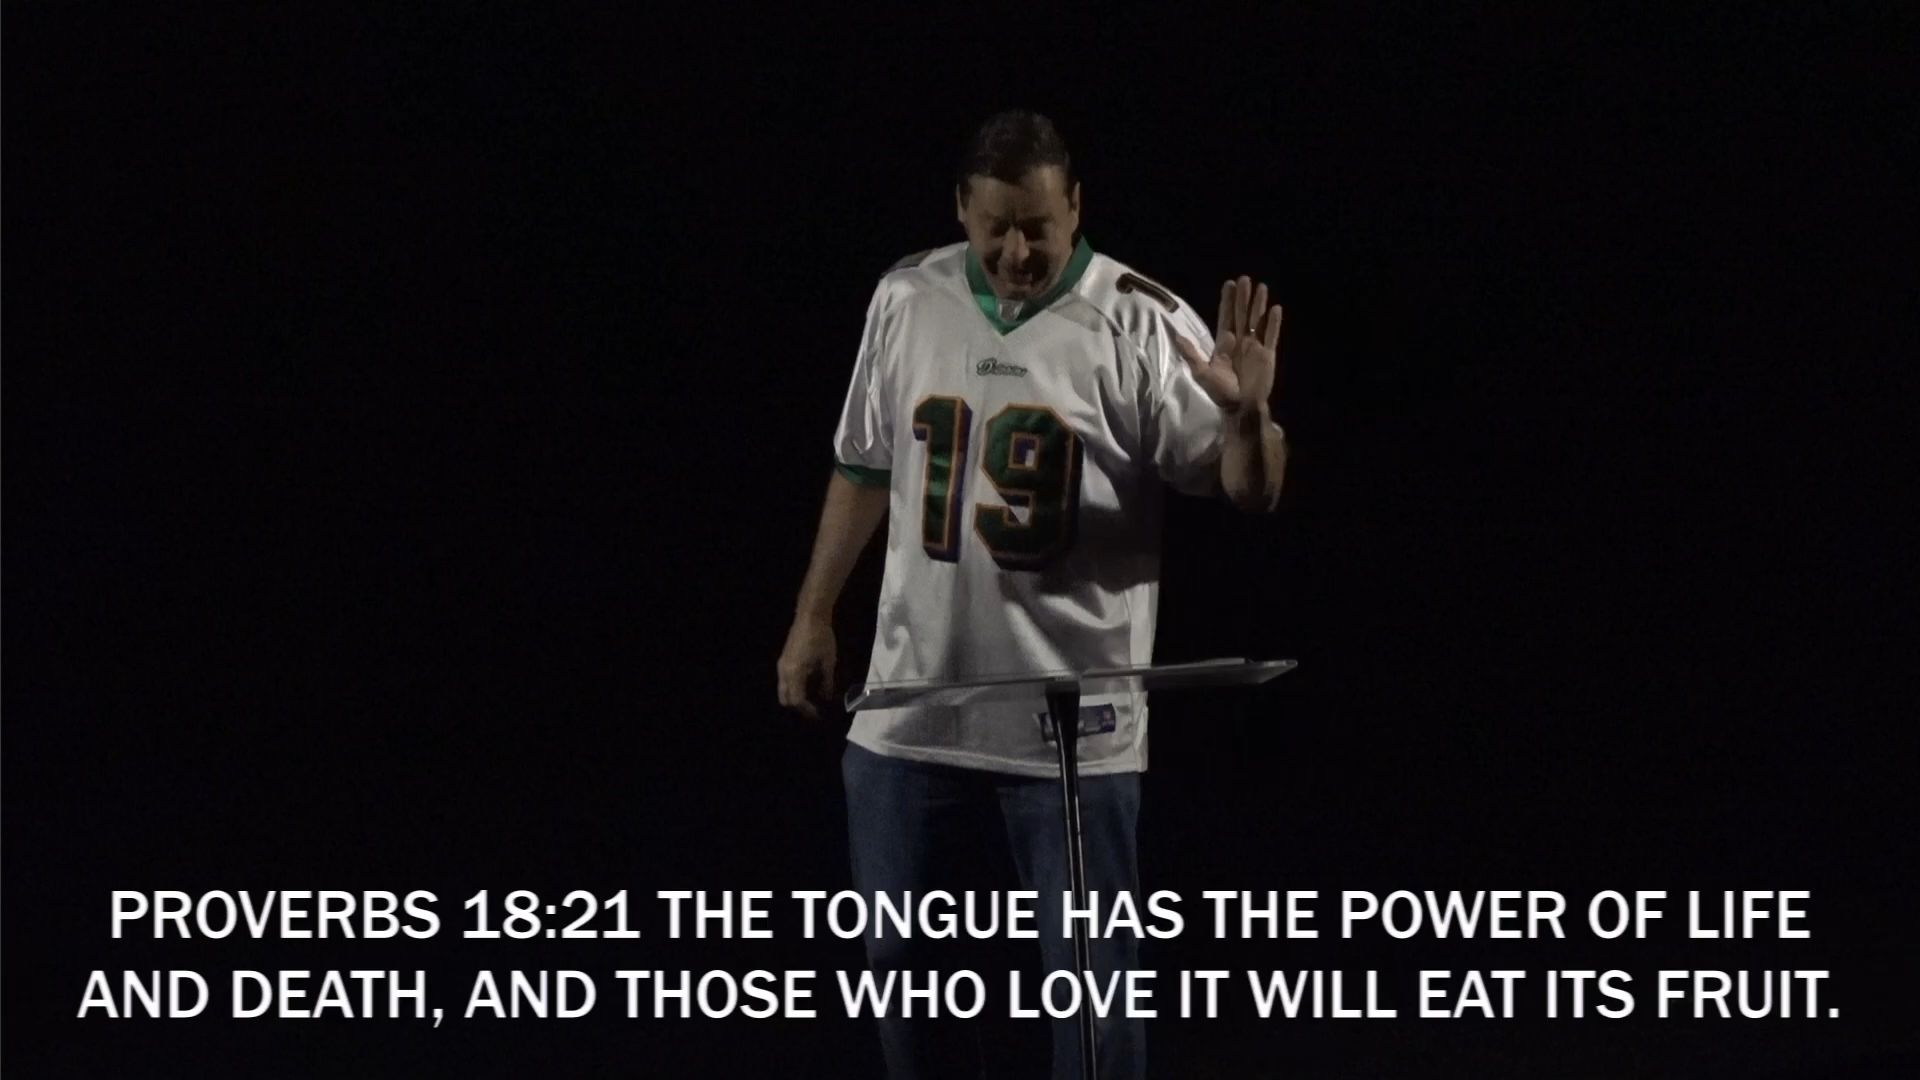 1
19
PROVERBS 18:21 THE TONGUE HAS THE POWER OF LIFE
AND DEATH, AND THOSE WHO LOVE IT WILL EAT ITS FRUIT.